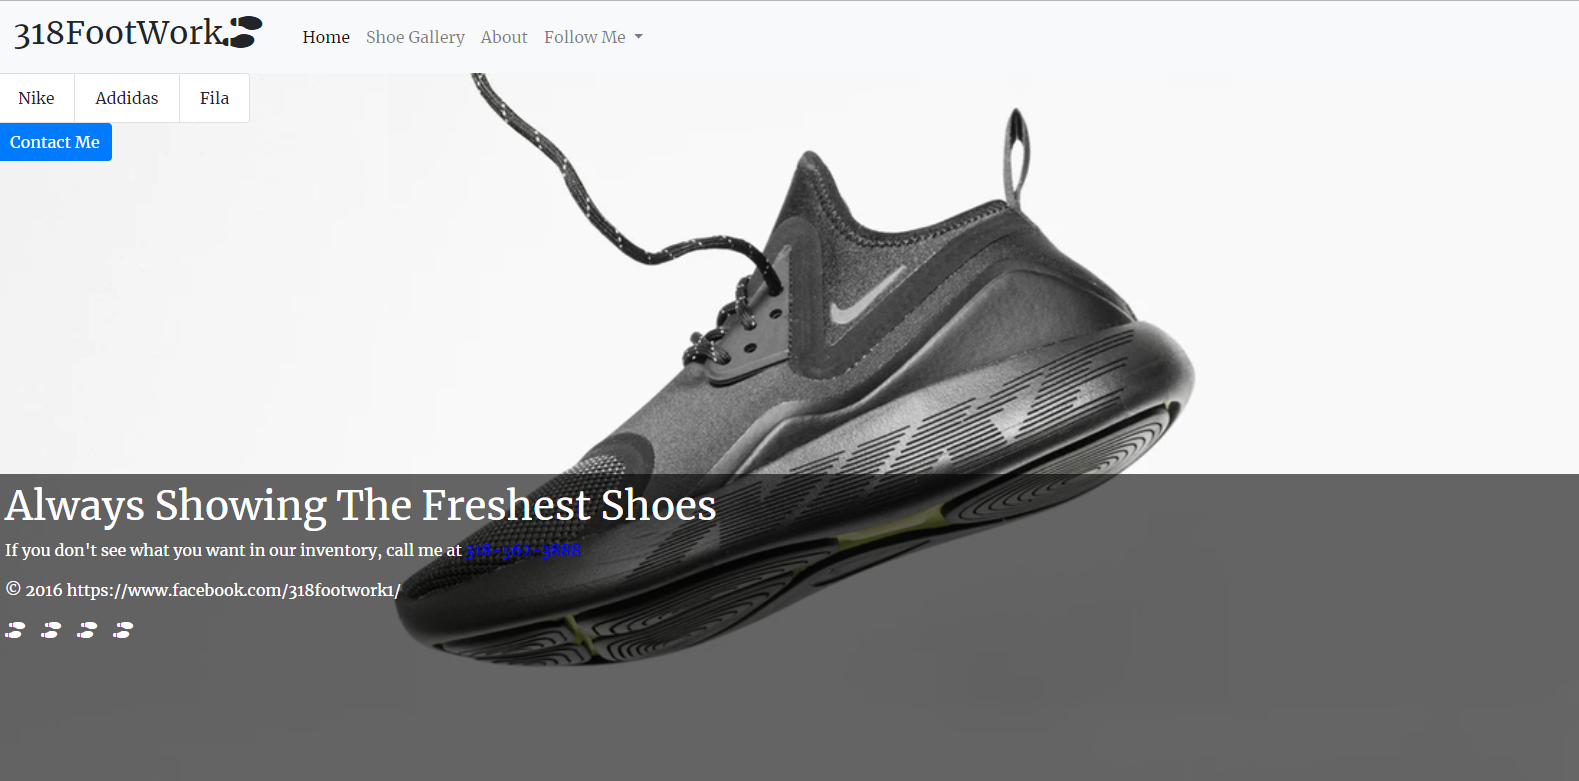 318FootWork
Home Shoe Gallery About Follow Me
Nike Addidas Fila
Contact Me
Always Showing The Freshest Shoes
If you don't see what you want in our inventory, call me at 318-562-3888
© 2016 https://www.facebook.com/318footwork1/